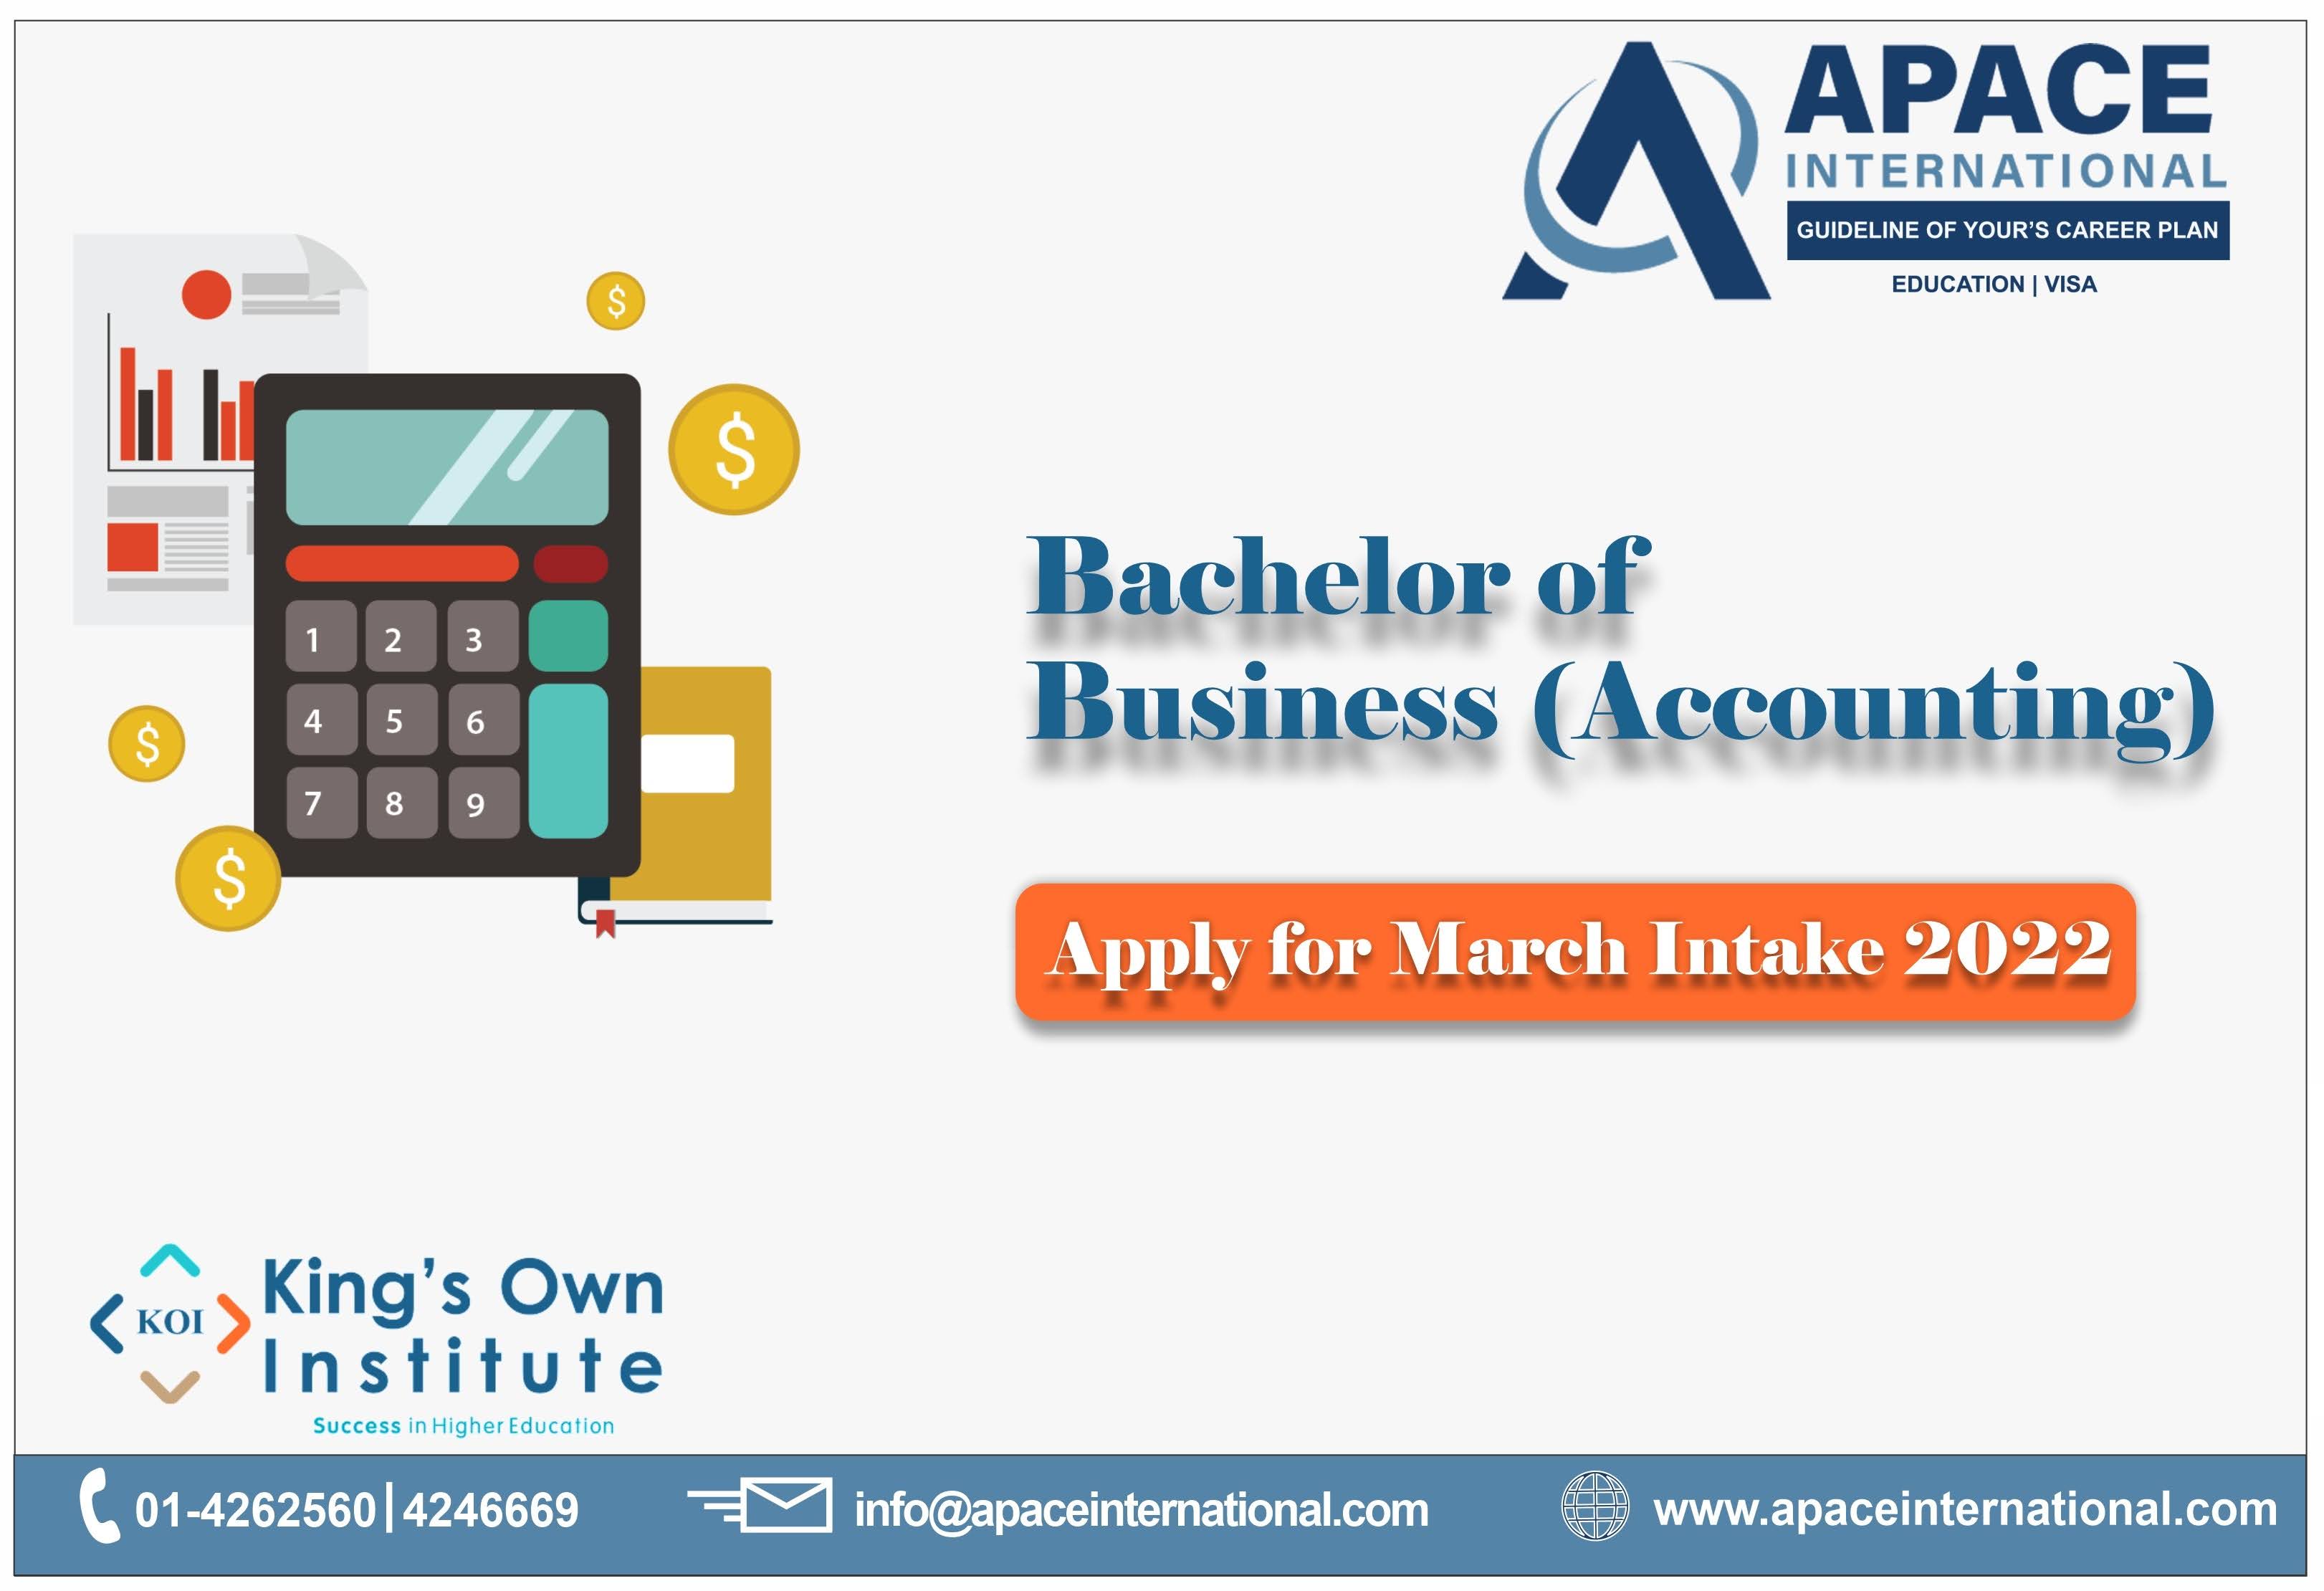 APACE
INTERNATIONAL
GUIDELINE OF YOUR'S CAREER PLAN
EDUCATION | VISA
$
$
1 2 3
4 5 6
7 8 9
$
$
Bachelor of
Business (Accounting)
Apply for March Intake 2022
KOI
King's Own
Institute
Success in Higher Education
01-4262560|4246669
info@apaceinternational.com
www.apaceinternational.com